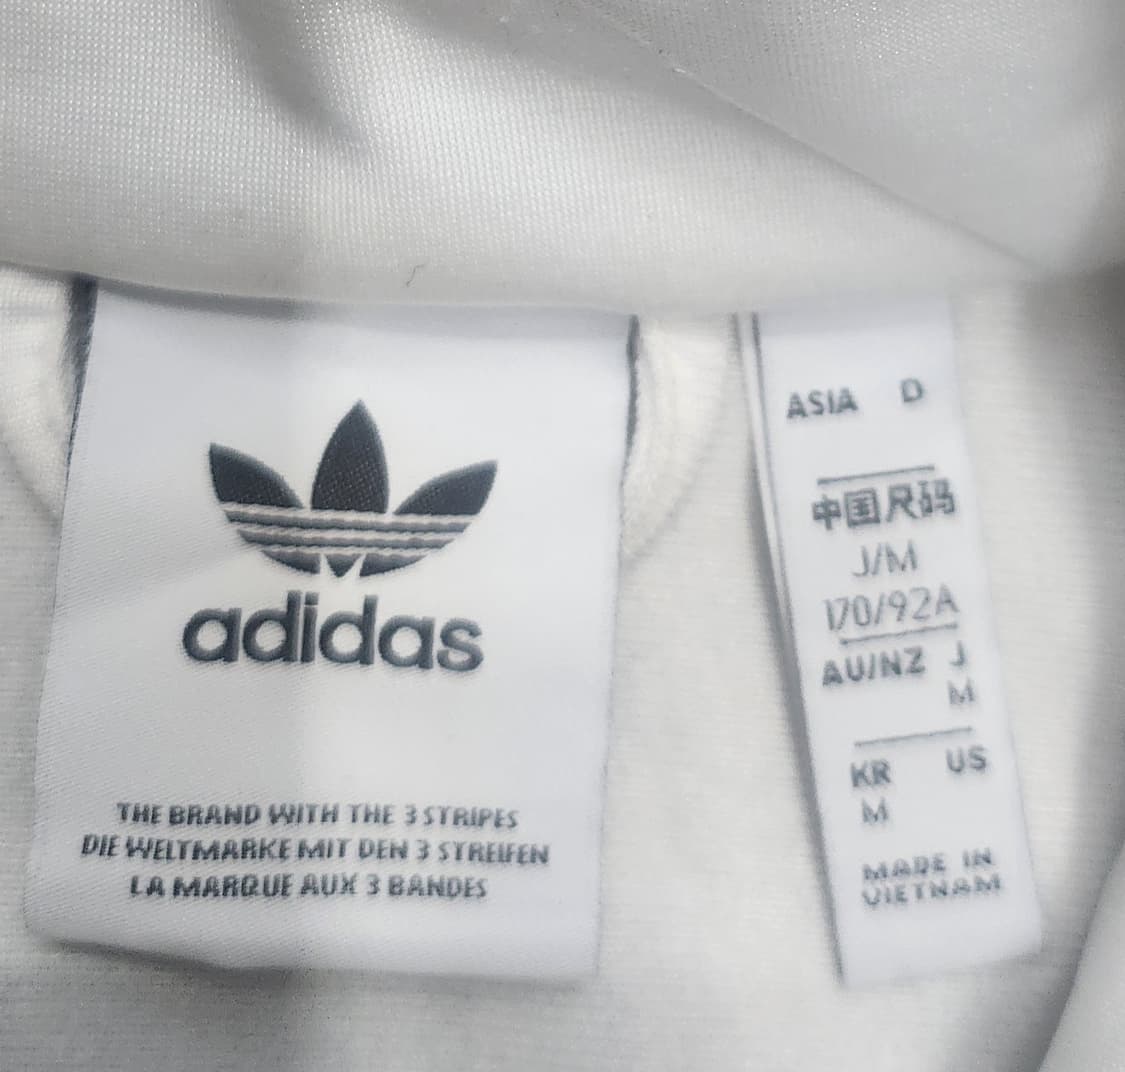 adidas
THE BRAND WITH THE 3 STRIPES
DIE WELTMARKE MIT DEN 3 STREIFEN
LA MARQUE AUX 3 BANDES
ASIA D
中国尺码
J/M
170/92A
AU/NZ J
M
KR US
M
MADE IN
VIETNAM